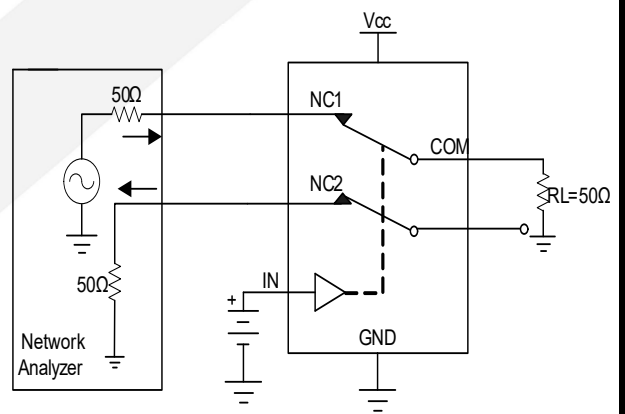 Vcc
50Ω
NC1
COM
NC2
RL=50Ω
50Ω
IN
+
GND
Network
Analyzer